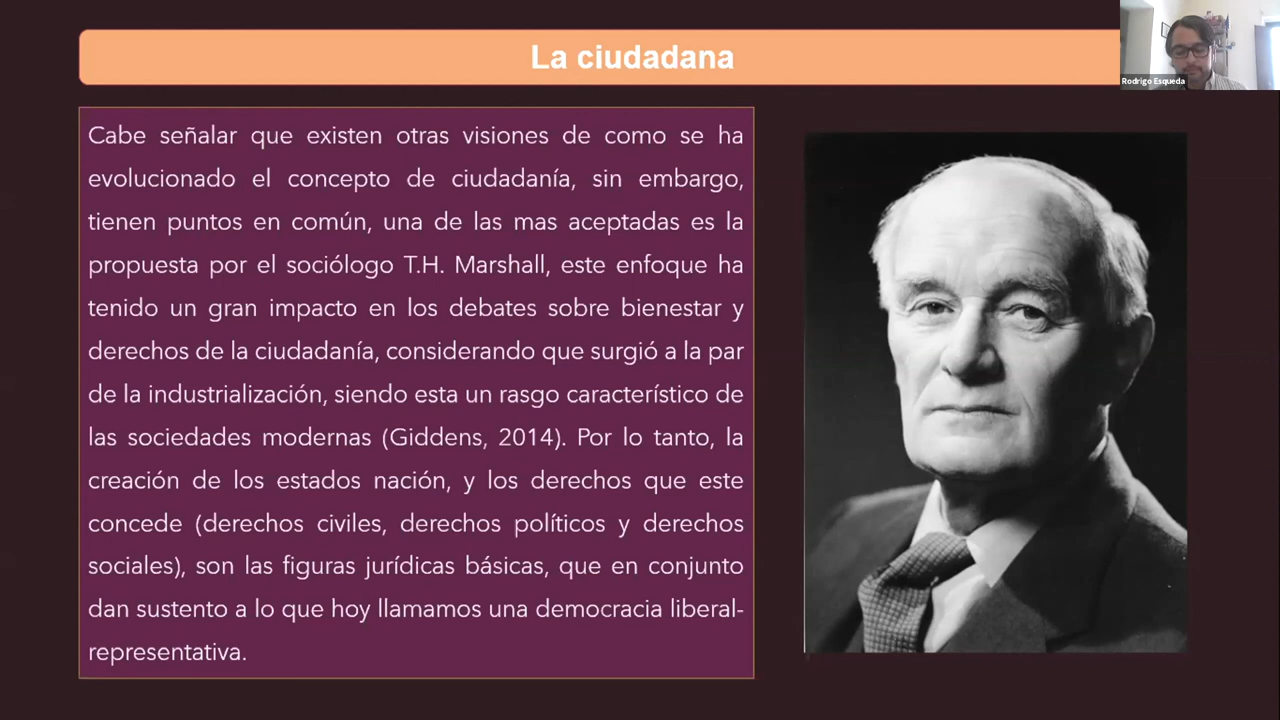 La ciudadana
Rodrigo Esqueda
Cabe señalar que existen otras visiones de como se ha
evolucionado el concepto de ciudadanía, sin embargo,
tienen puntos en común, una de las mas aceptadas es la
propuesta por el sociólogo T.H. Marshall, este enfoque ha
tenido un gran impacto en los debates sobre bienestar y
derechos de la ciudadanía, considerando que surgió a la par
de la industrialización, siendo esta un rasgo característico de
las sociedades modernas (Giddens, 2014). Por lo tanto, la
creación de los estados nación, y los derechos que este
concede (derechos civiles, derechos políticos y derechos
sociales), son las figuras jurídicas básicas, que en conjunto
dan sustento a lo que hoy llamamos una democracia liberal-
representativa.